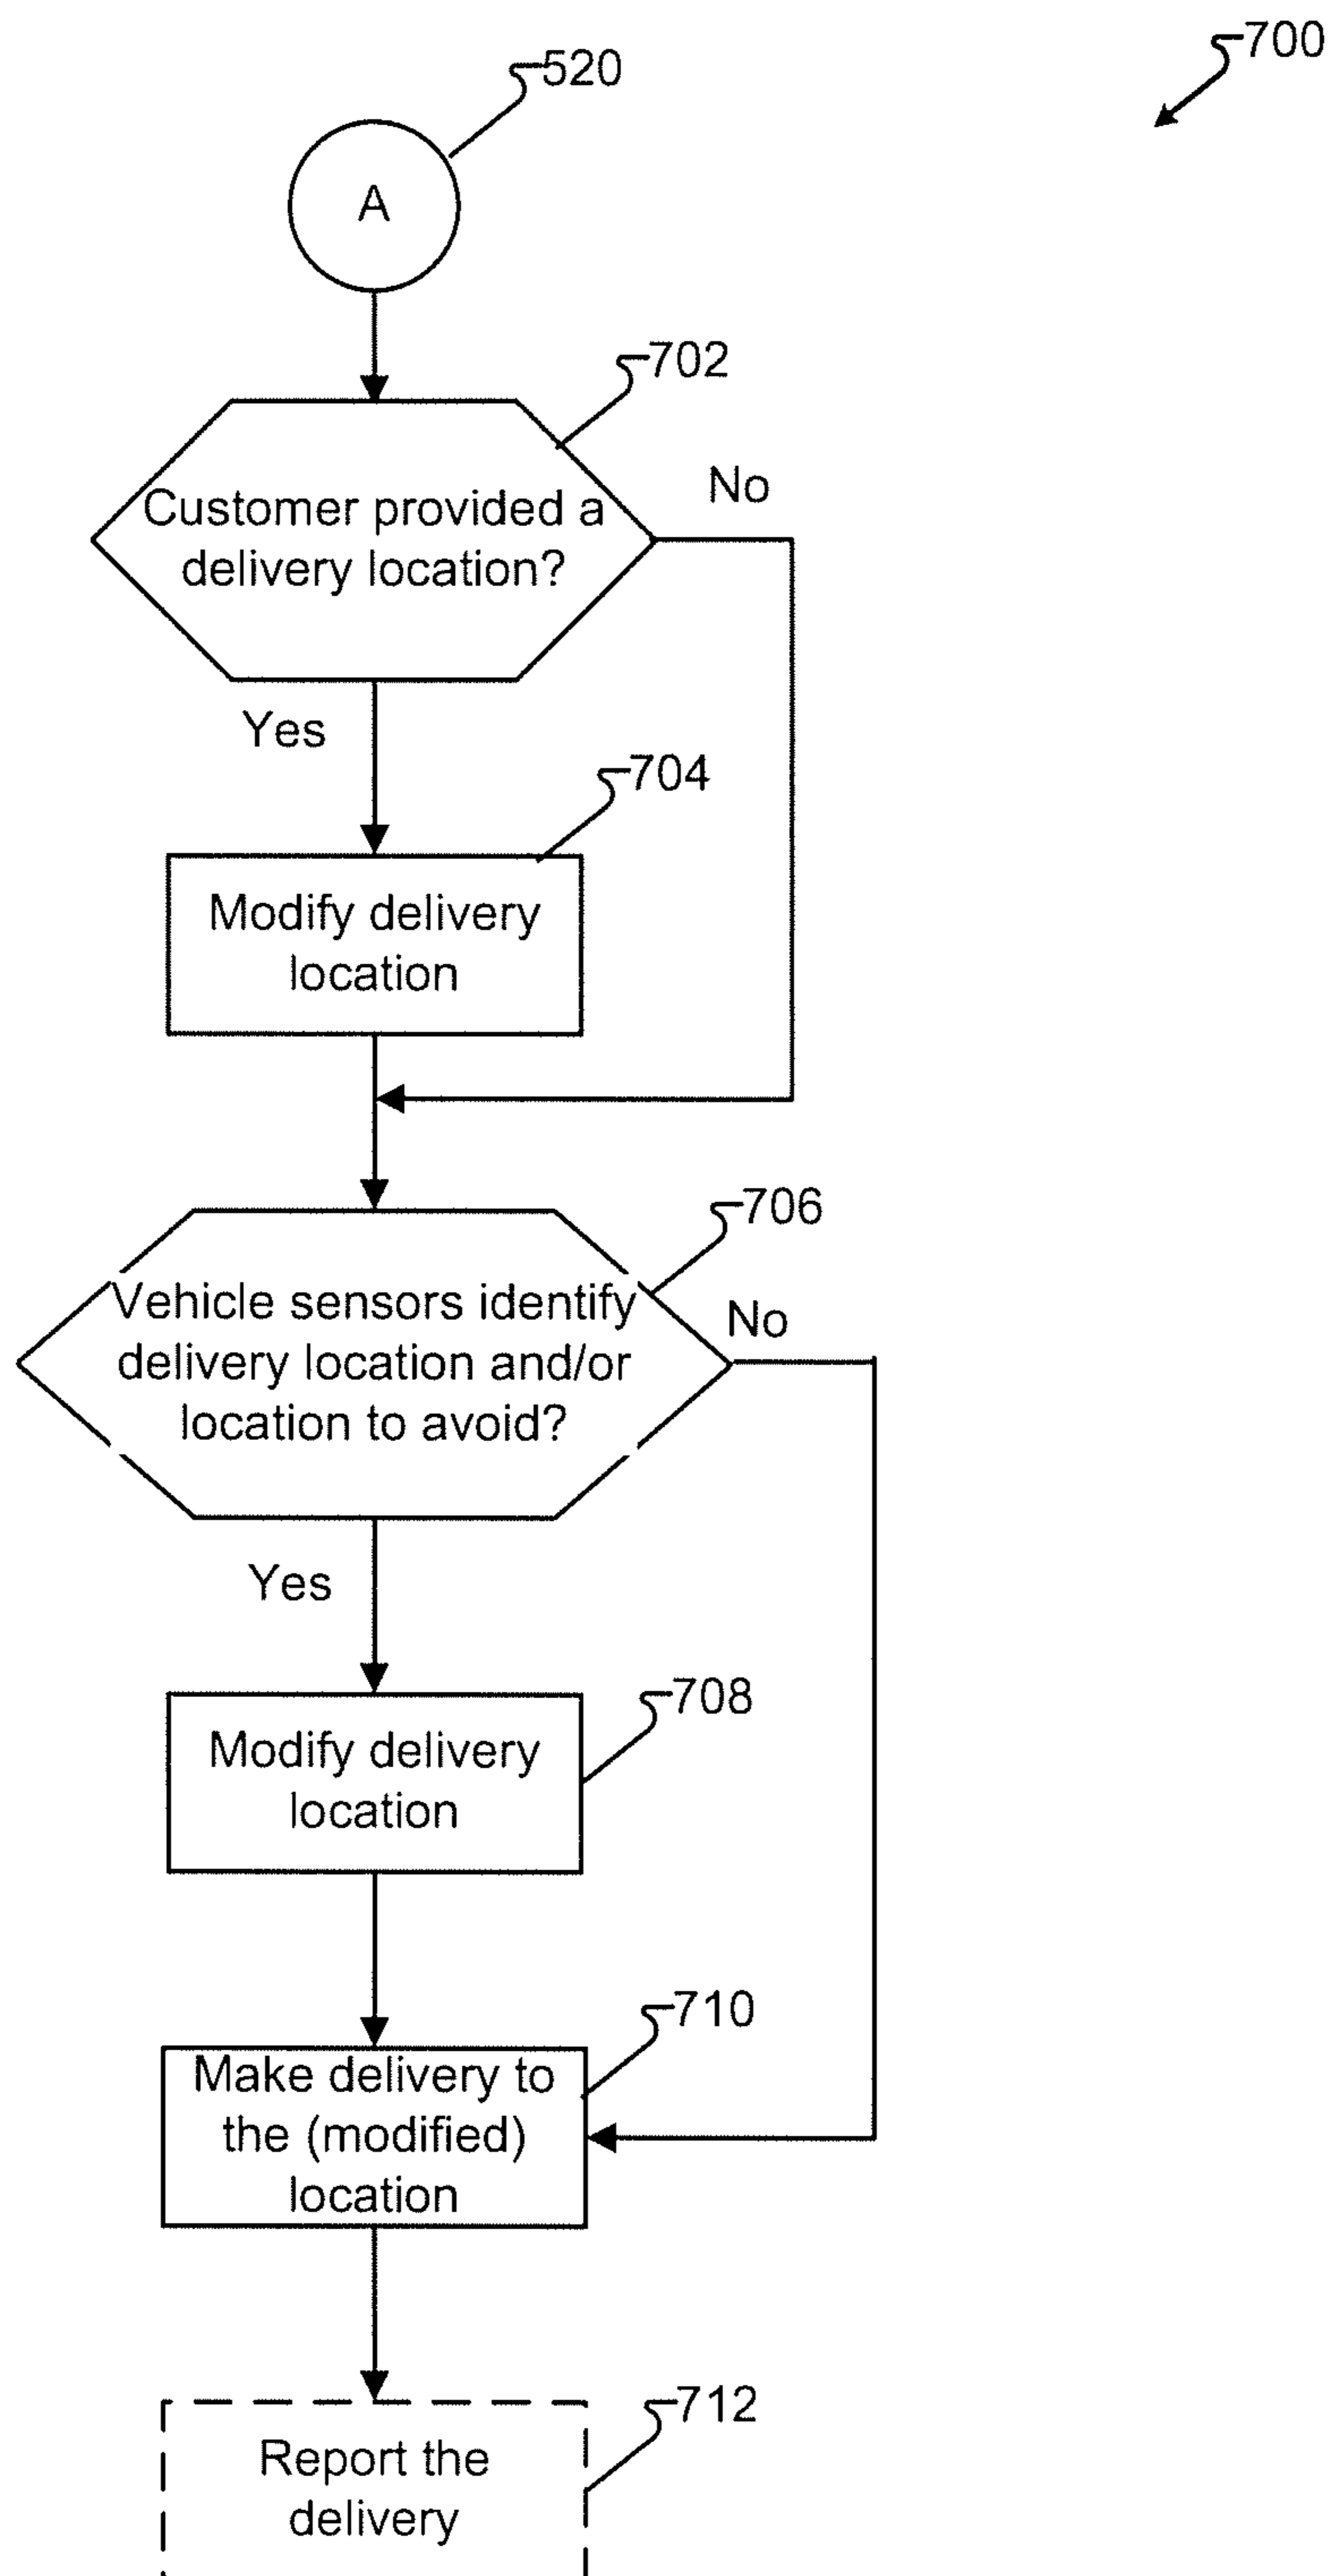 700
520
A
702
No
Customer provided a
delivery location?
Yes
704
Modify delivery
location
706
Vehicle sensors identify
No
delivery location and/or
location to avoid?
Yes
708
Modify delivery
location
710
Make delivery to
the (modified)
location
712
Report the
delivery